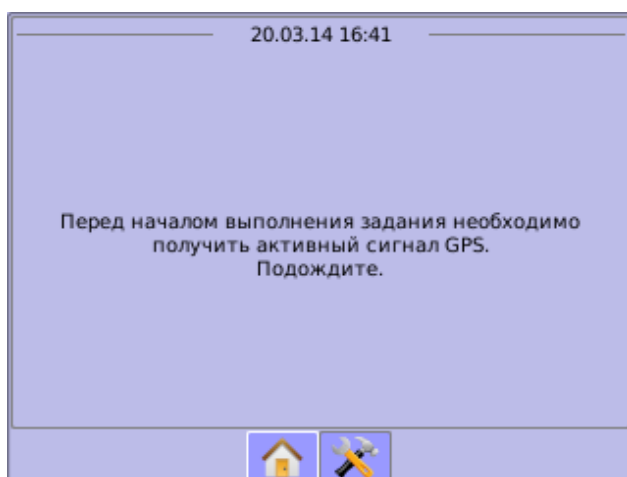 20.03.14 16:41
Перед началом выполнения задания необходимо
получить активный сигнал GPS.
Подождите.